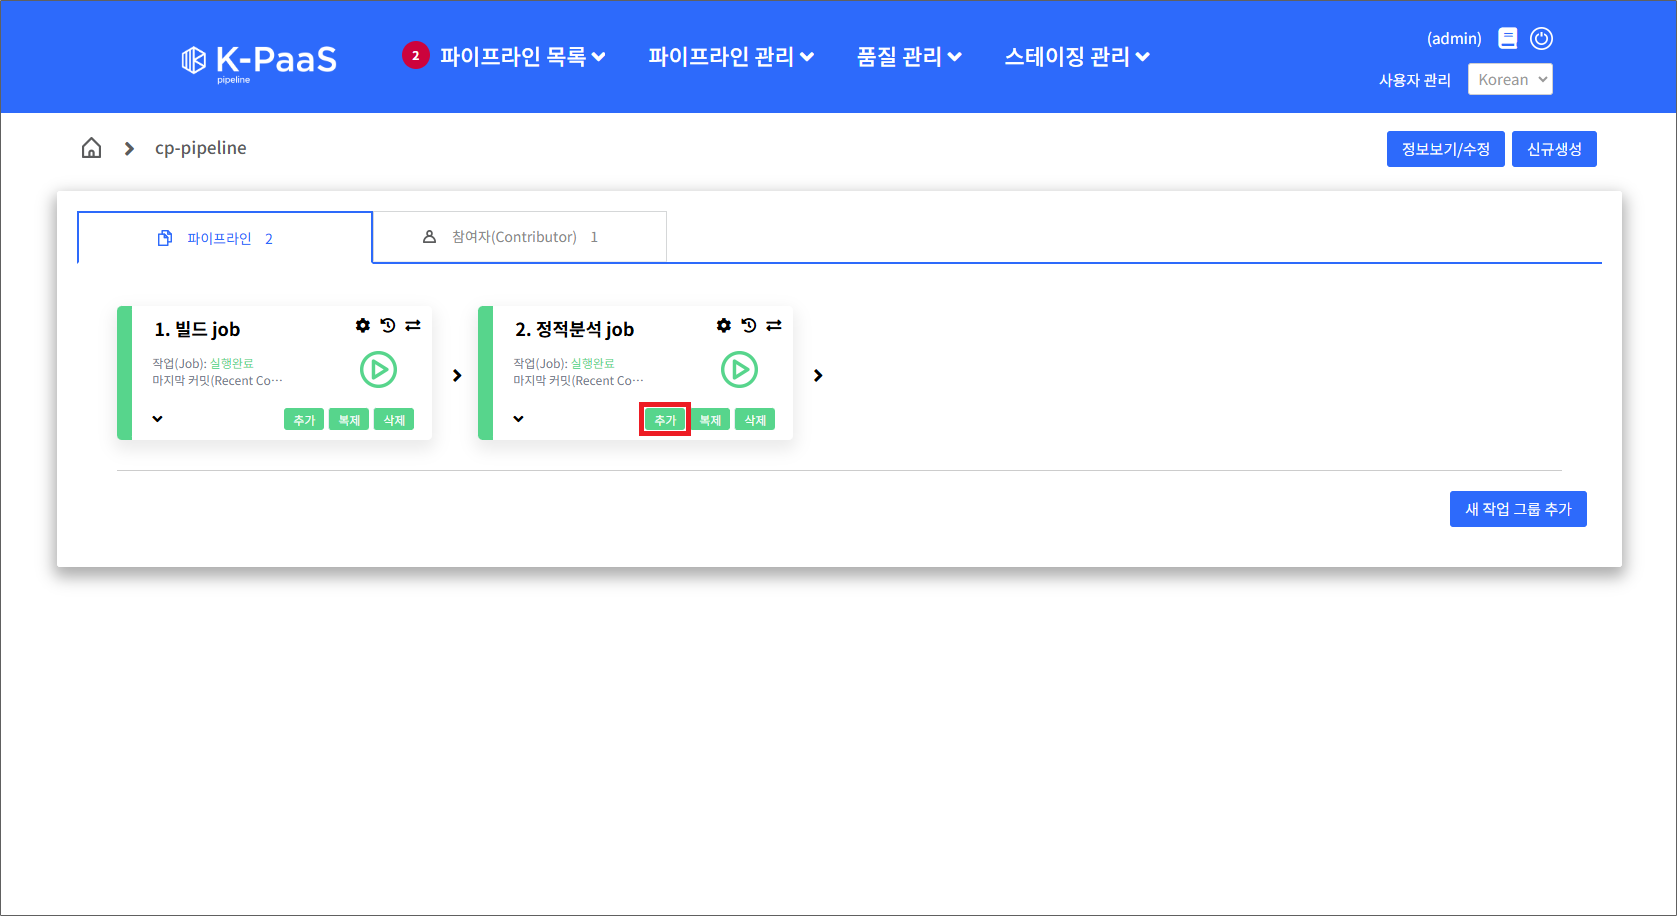 K-PaaS
pipeline
2 파이프라인 목록
파이프라인 관리
품질 관리
스테이징 관리
(admin)
사용자 관리
Korean
cp-pipeline
정보보기/수정
신규생성
파이프라인 2
참여자(Contributor) 1
1. 빌드 job
작업(Job): 실행완료
마지막 커밋(Recent Co…
추가
복제
삭제
2. 정적분석 job
작업(Job): 실행완료
마지막 커밋(Recent Co…
추가
복제
삭제
새 작업 그룹 추가